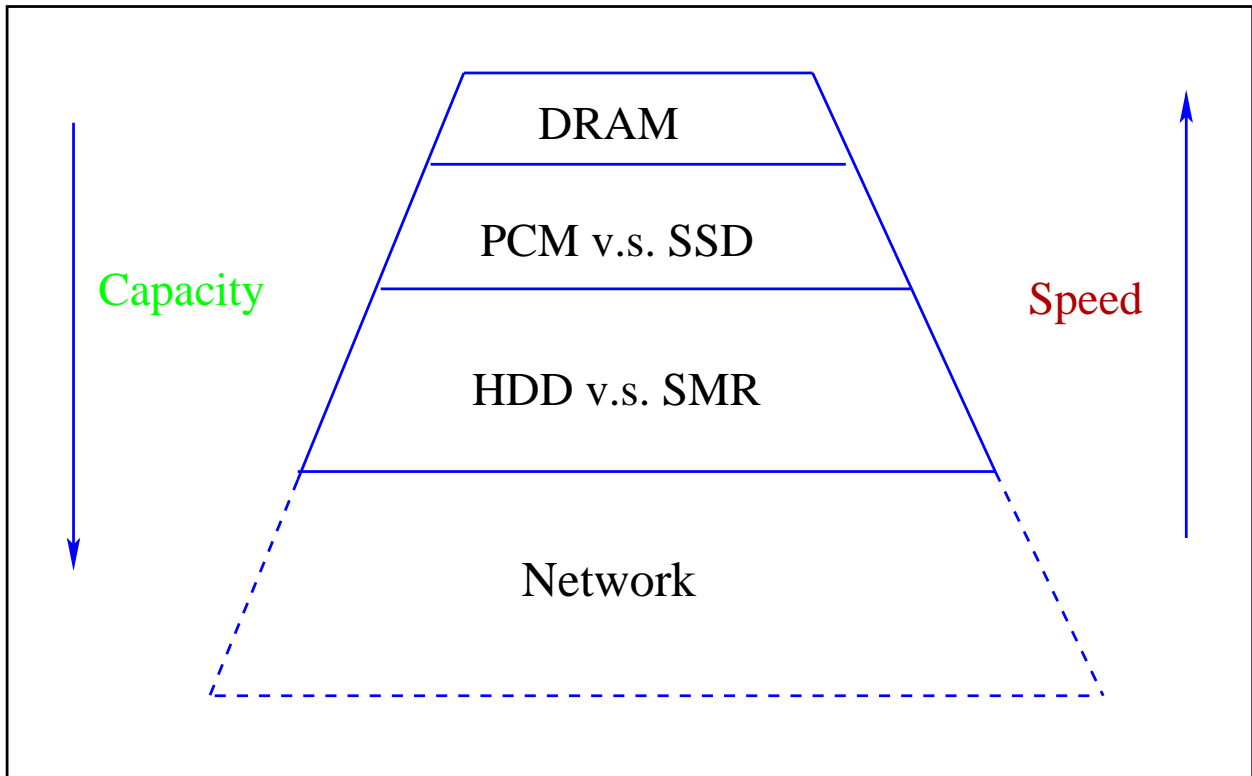 DRAM
PCM v.s. SSD
Capacity
Speed
HDD v.s. SMR
Network